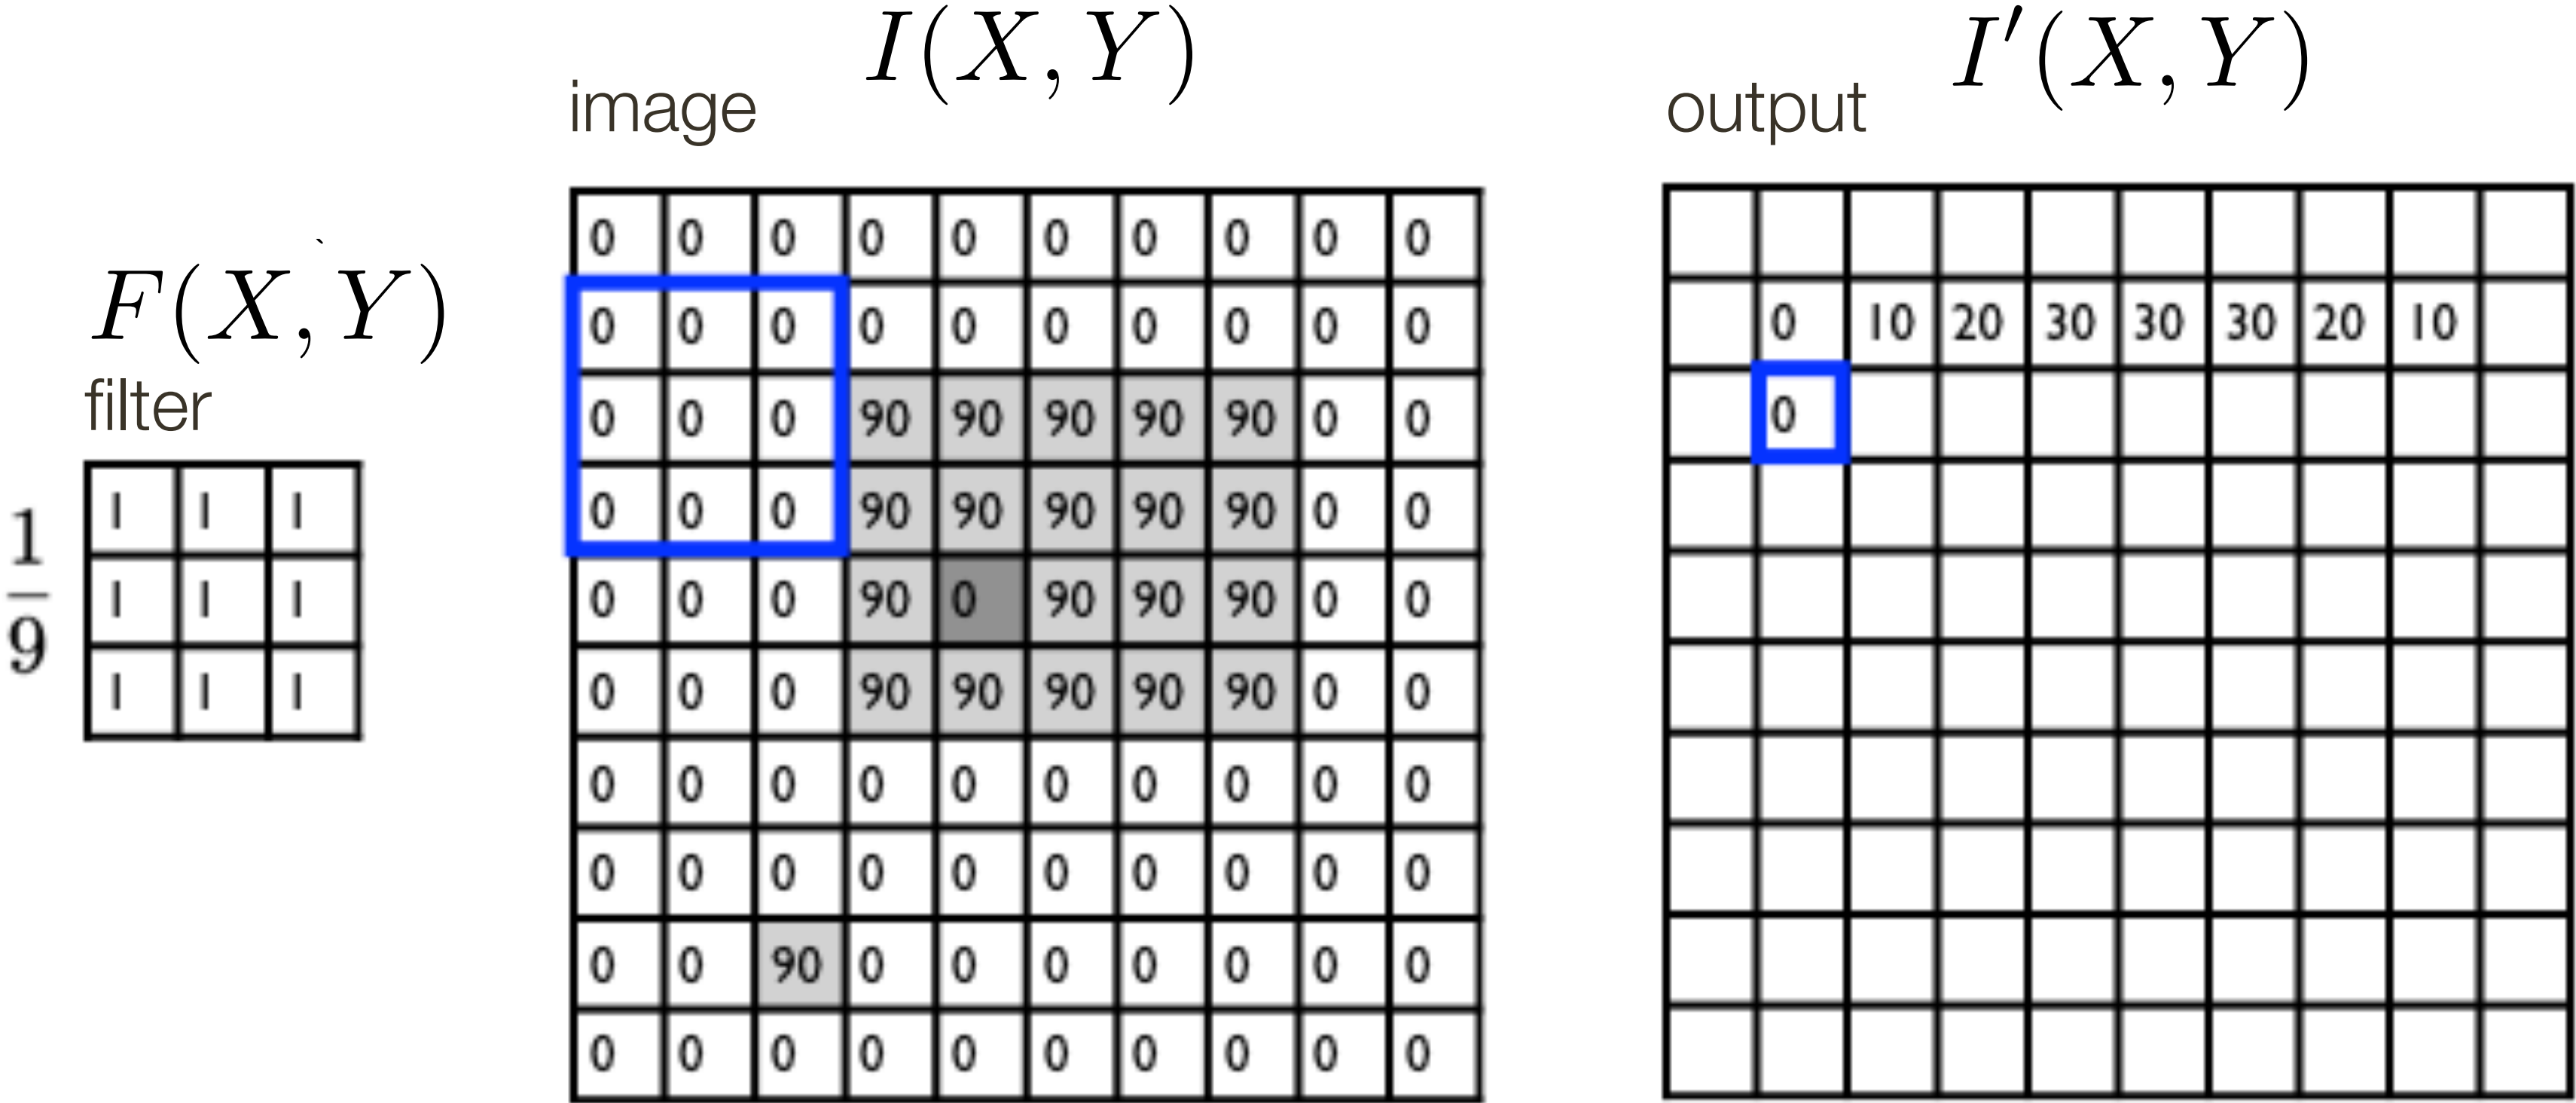 I(X, Y)
I′(X, Y)
image
output
F(X, Y)
filter
1
9
1 1 1
1 1 1
1 1 1
0 0 0 0 0 0 0 0 0 0
0 0 0 0 0 0 0 0 0 0
0 0 0 90 90 90 90 90 0 0
0 0 0 90 90 90 90 90 0 0
0 0 0 90 0 90 90 90 0 0
0 0 0 90 90 90 90 90 0 0
0 0 0 0 0 0 0 0 0 0
0 0 0 0 0 0 0 0 0 0
0 0 90 0 0 0 0 0 0 0
0 0 0 0 0 0 0 0 0 0
0 10 20 30 30 30 20 10
0